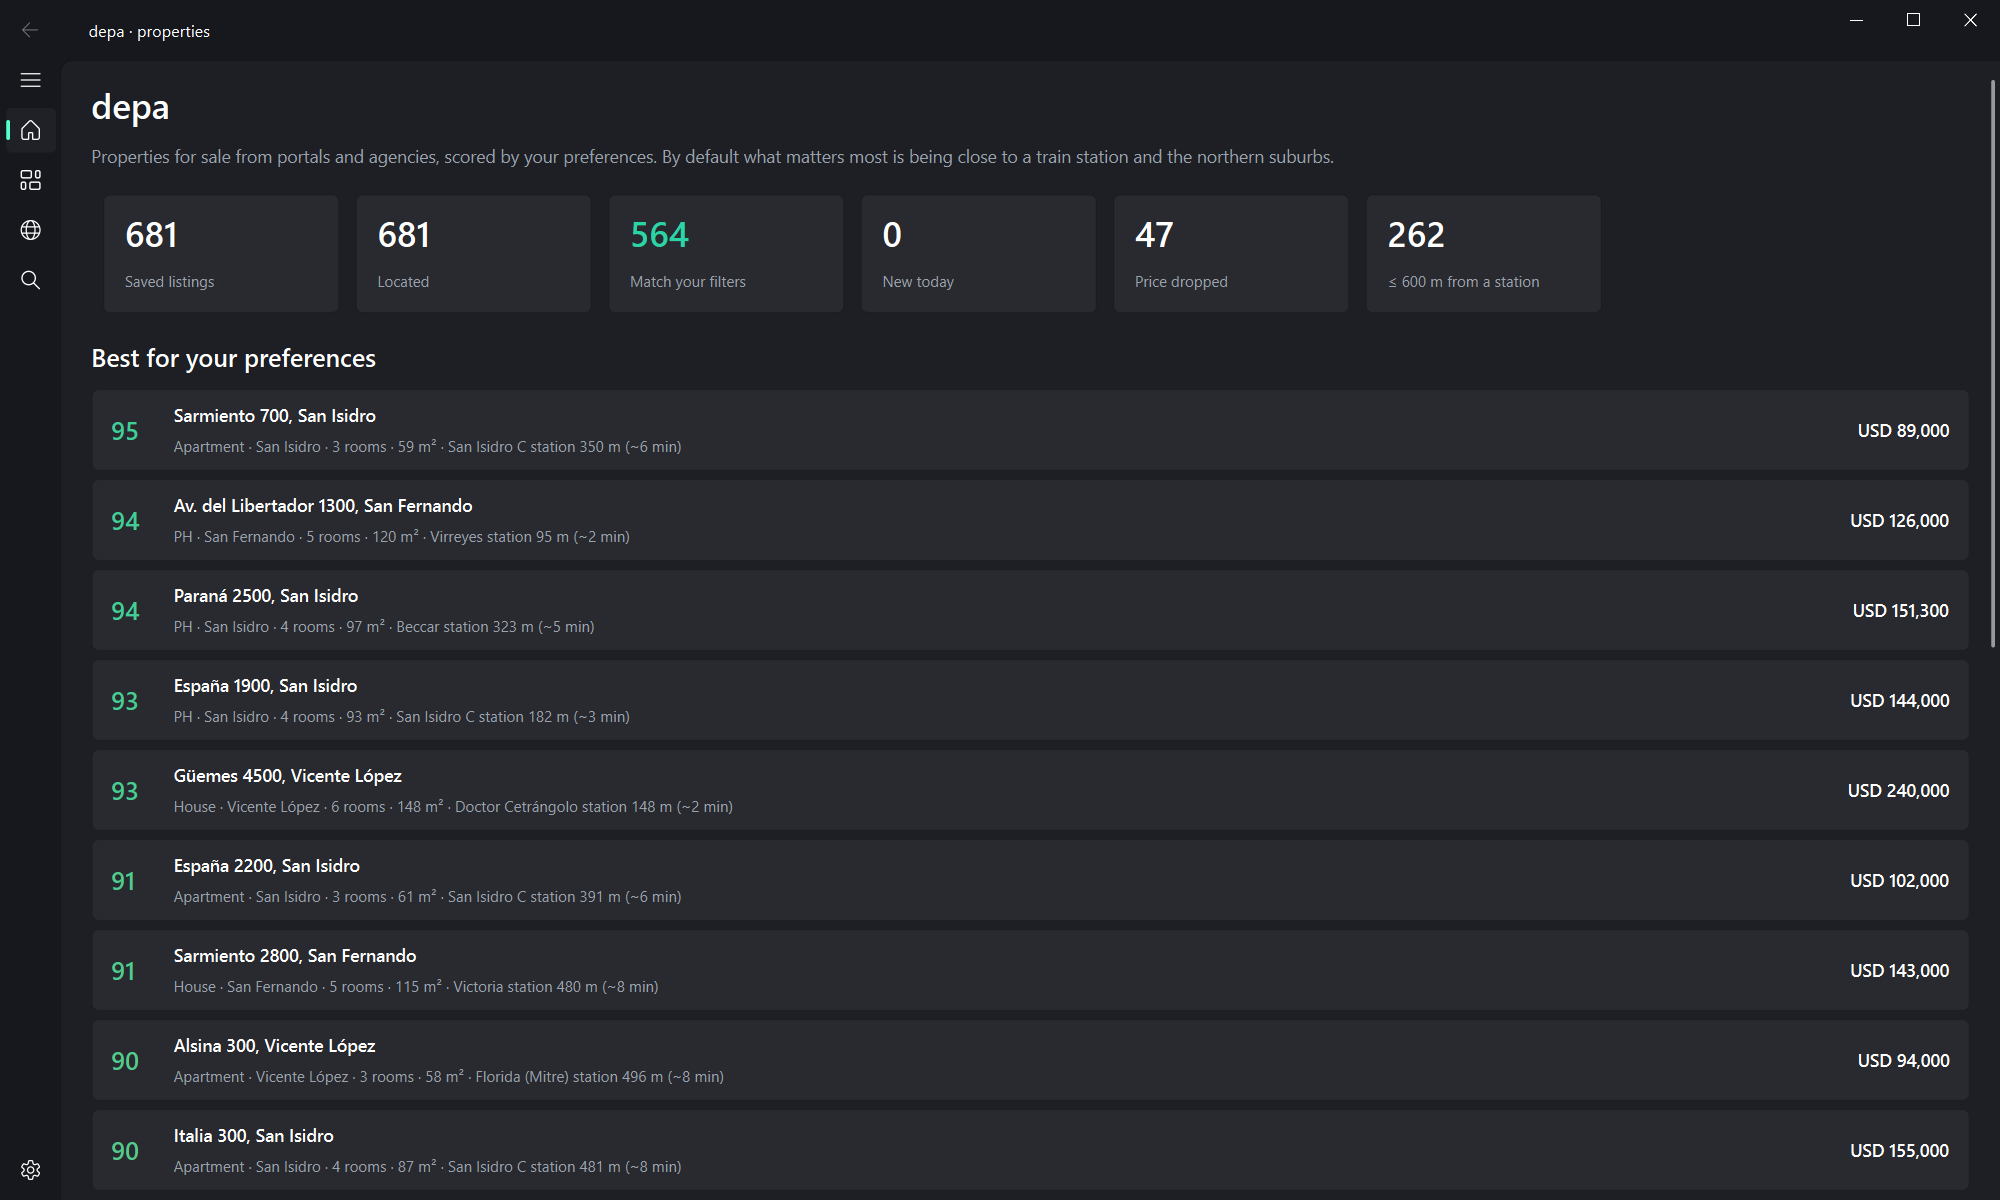 depa · properties
depa
Properties for sale from portals and agencies, scored by your preferences. By default what matters most is being close to a train station and the northern suburbs.
681
Saved listings
681
Located
564
Match your filters
0
New today
47
Price dropped
262
≤ 600 m from a station
Best for your preferences
95
Sarmiento 700, San Isidro
Apartment · San Isidro · 3 rooms · 59 m² · San Isidro C station 350 m (~6 min)
USD 89,000
94
Av. del Libertador 1300, San Fernando
PH · San Fernando · 5 rooms · 120 m² · Virreyes station 95 m (~2 min)
USD 126,000
94
Paraná 2500, San Isidro
PH · San Isidro · 4 rooms · 97 m² · Beccar station 323 m (~5 min)
USD 151,300
93
España 1900, San Isidro
PH · San Isidro · 4 rooms · 93 m² · San Isidro C station 182 m (~3 min)
USD 144,000
93
Güemes 4500, Vicente López
House · Vicente López · 6 rooms · 148 m² · Doctor Cetrángolo station 148 m (~2 min)
USD 240,000
91
España 2200, San Isidro
Apartment · San Isidro · 3 rooms · 61 m² · San Isidro C station 391 m (~6 min)
USD 102,000
91
Sarmiento 2800, San Fernando
House · San Fernando · 5 rooms · 115 m² · Victoria station 480 m (~8 min)
USD 143,000
90
Alsina 300, Vicente López
Apartment · Vicente López · 3 rooms · 58 m² · Florida (Mitre) station 496 m (~8 min)
USD 94,000
90
Italia 300, San Isidro
Apartment · San Isidro · 4 rooms · 87 m² · San Isidro C station 481 m (~8 min)
USD 155,000